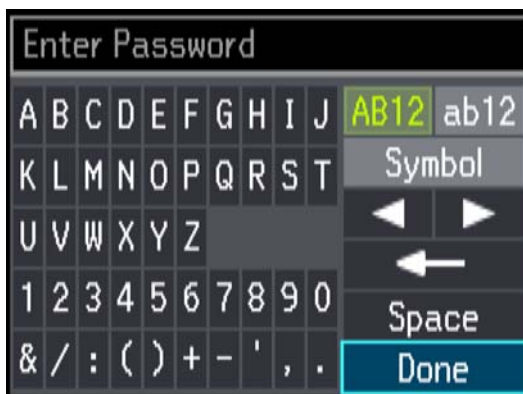 Enter Password
A B C D E F G H I J AB12 ab12
K L M N O P Q R S T Symbol
U V W X Y Z
1 2 3 4 5 6 7 8 9 0 Space
& / : ( ) + - ' , . Done